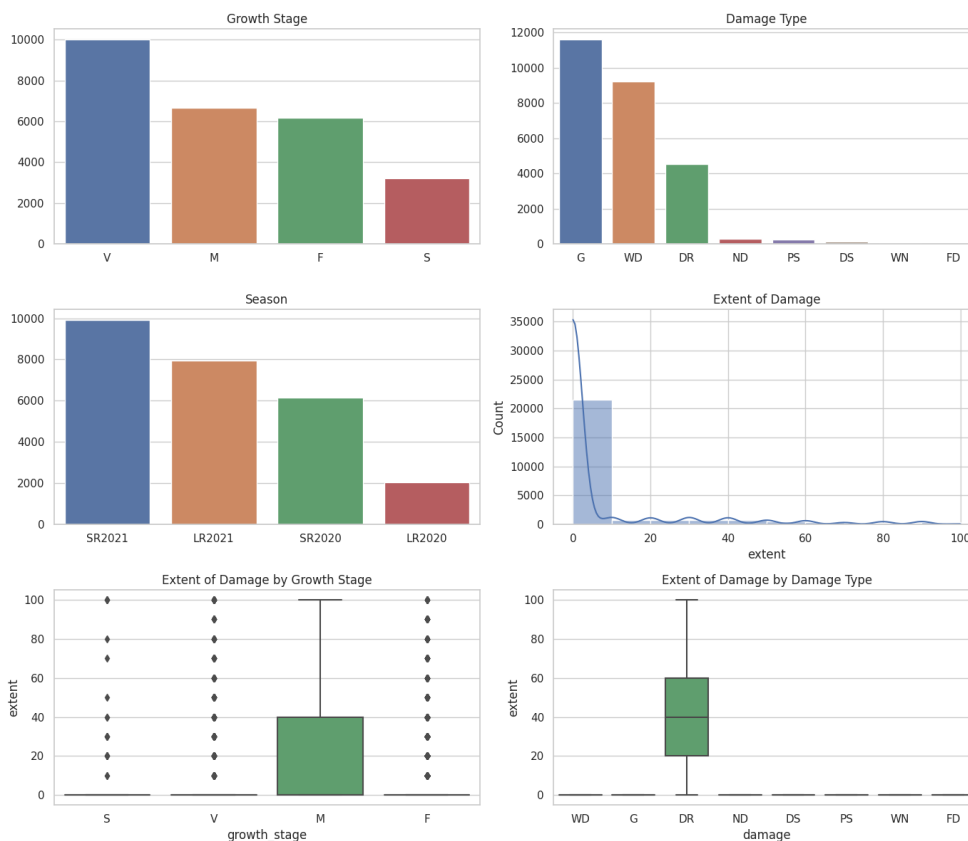 Growth Stage
10000
8000
6000
4000
2000
0
V M F S
Damage Type
12000
10000
8000
6000
4000
2000
0
G WD DR ND PS DS WN FD
Season
10000
8000
6000
4000
2000
0
SR2021 LR2021 SR2020 LR2020
Extent of Damage
Count
35000
30000
25000
20000
15000
10000
5000
0
0 20 40 60 80 100
extent
Extent of Damage by Growth Stage
extent
100
80
60
40
20
0
S V M F
growth_stage
Extent of Damage by Damage Type
extent
100
80
60
40
20
0
WD G DR ND DS PS WN FD
damage